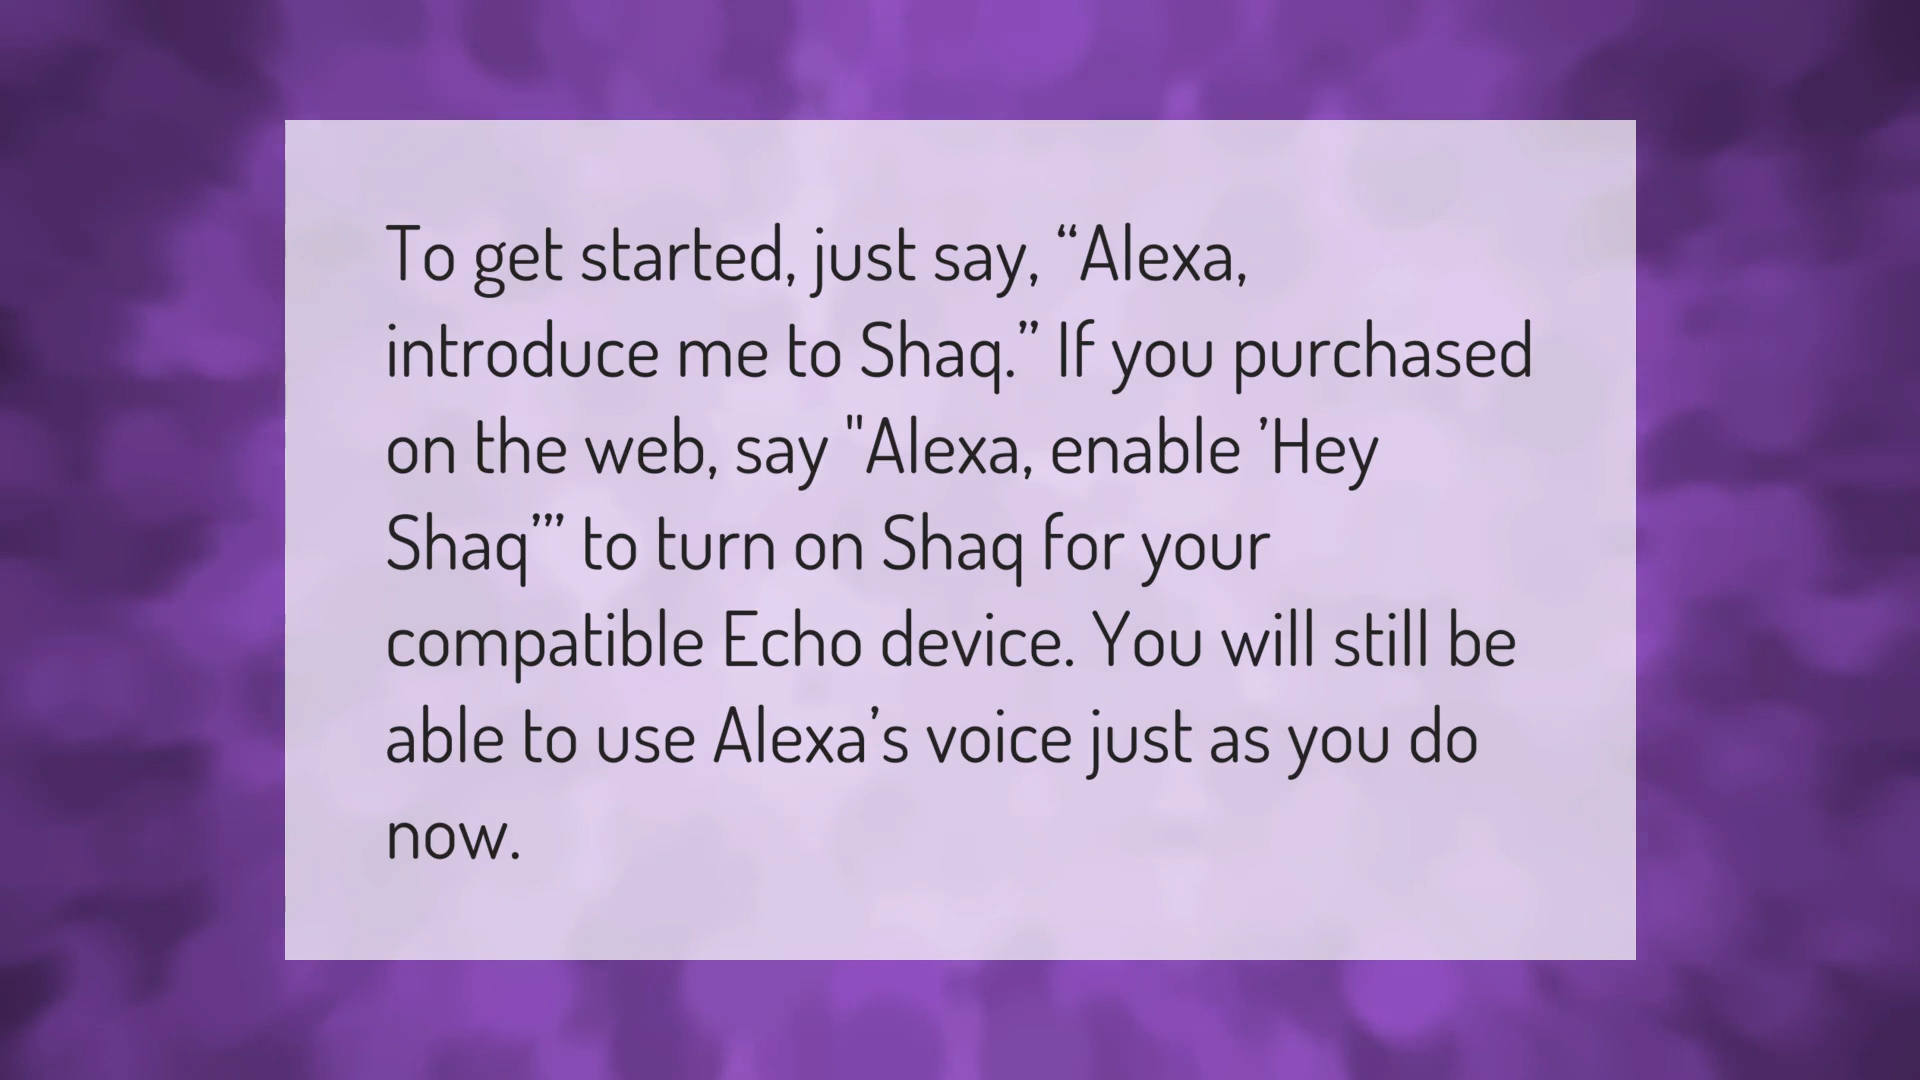 To get started, just say, “Alexa,
introduce me to Shaq.” If you purchased
on the web, say "Alexa, enable ’Hey
Shaq’” to turn on Shaq for your
compatible Echo device. You will still be
able to use Alexa’s voice just as you do
now.